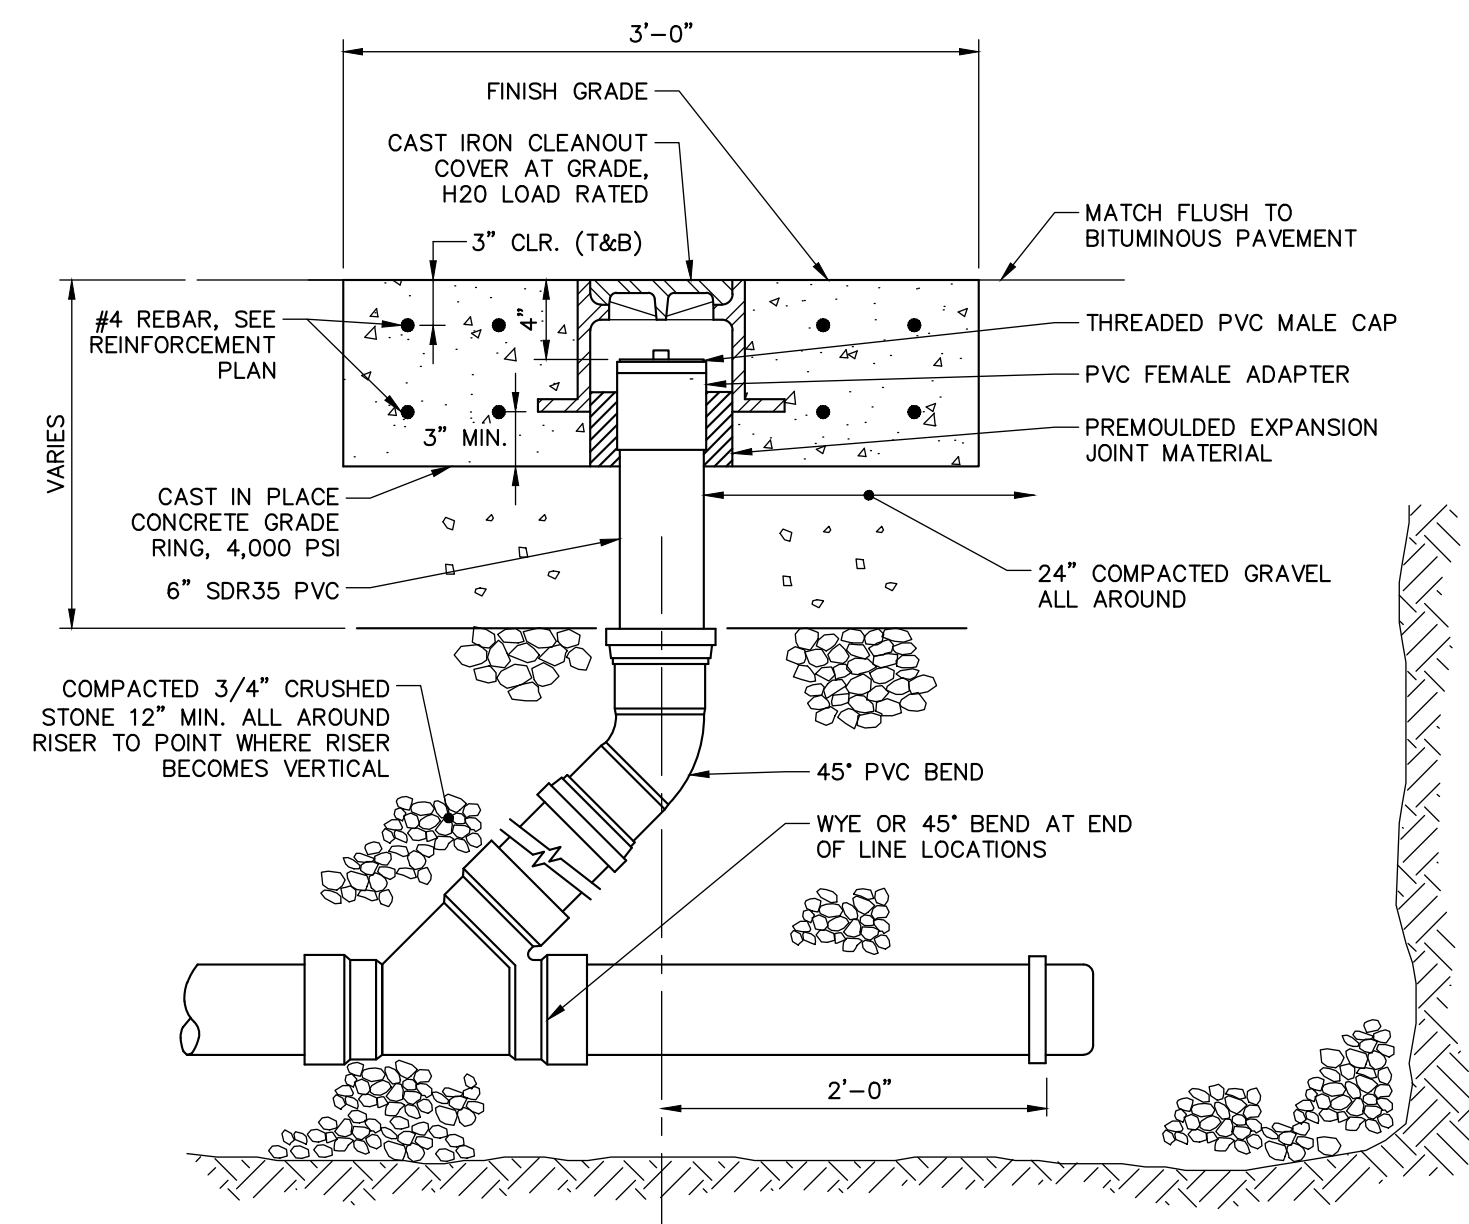 3'-0"
FINISH GRADE
CAST IRON CLEANOUT
COVER AT GRADE,
H20 LOAD RATED
MATCH FLUSH TO
BITUMINOUS PAVEMENT
3" CLR. (T&B)
#4 REBAR, SEE
REINFORCEMENT
PLAN
4"
THREADED PVC MALE CAP
PVC FEMALE ADAPTER
PREMOULDED EXPANSION
JOINT MATERIAL
3" MIN.
VARIES
CAST IN PLACE
CONCRETE GRADE
RING, 4,000 PSI
6" SDR35 PVC
24" COMPACTED GRAVEL
ALL AROUND
COMPACTED 3/4" CRUSHED
STONE 12" MIN. ALL AROUND
RISER TO POINT WHERE RISER
BECOMES VERTICAL
45° PVC BEND
WYE OR 45° BEND AT END
OF LINE LOCATIONS
2'-0"